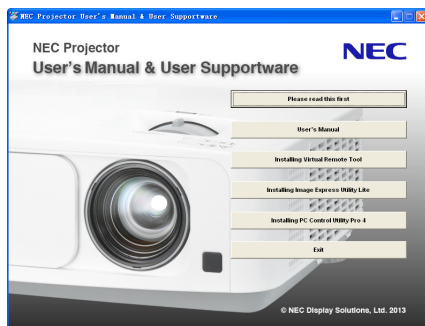 NEC Projector User's Manual & User Supportware
NEC Projector
NEC
User's Manual & User Supportware
Please read this first
User's Manual
Installing Virtual Remote Tool
Installing Image Express Utility Lite
Installing PC Control Utility Pro 4
Exit
© NEC Display Solutions, Ltd. 2013